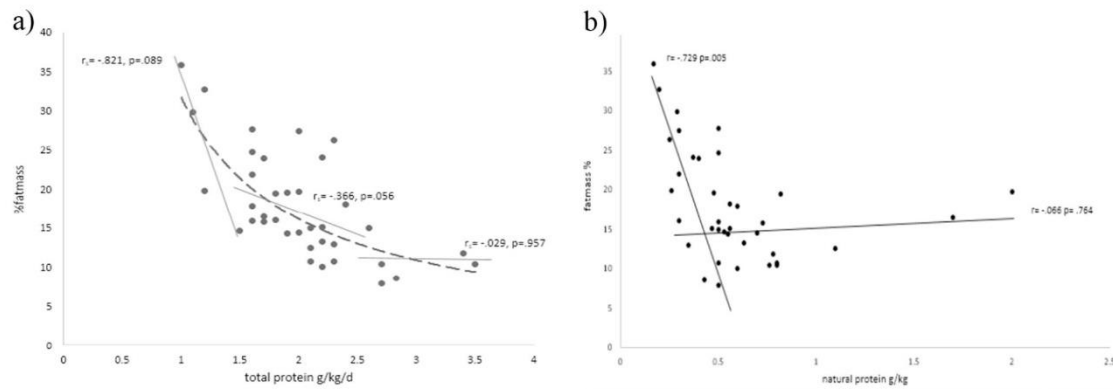 a)
b)
40
35
30
25
20
15
10
5
0
%fatmass
rs= -.821, p=.089
rs= -.366, p=.056
rs= -.029, p=.957
0 0.5 1 1.5 2 2.5 3 3.5 4
total protein g/kg/d
35
30
25
20
15
10
5
0
fatmass %
r= -.729 p=.005
r= -.066 p= .764
0 0.5 1 1.5 2 2.5
natural protein g/kg